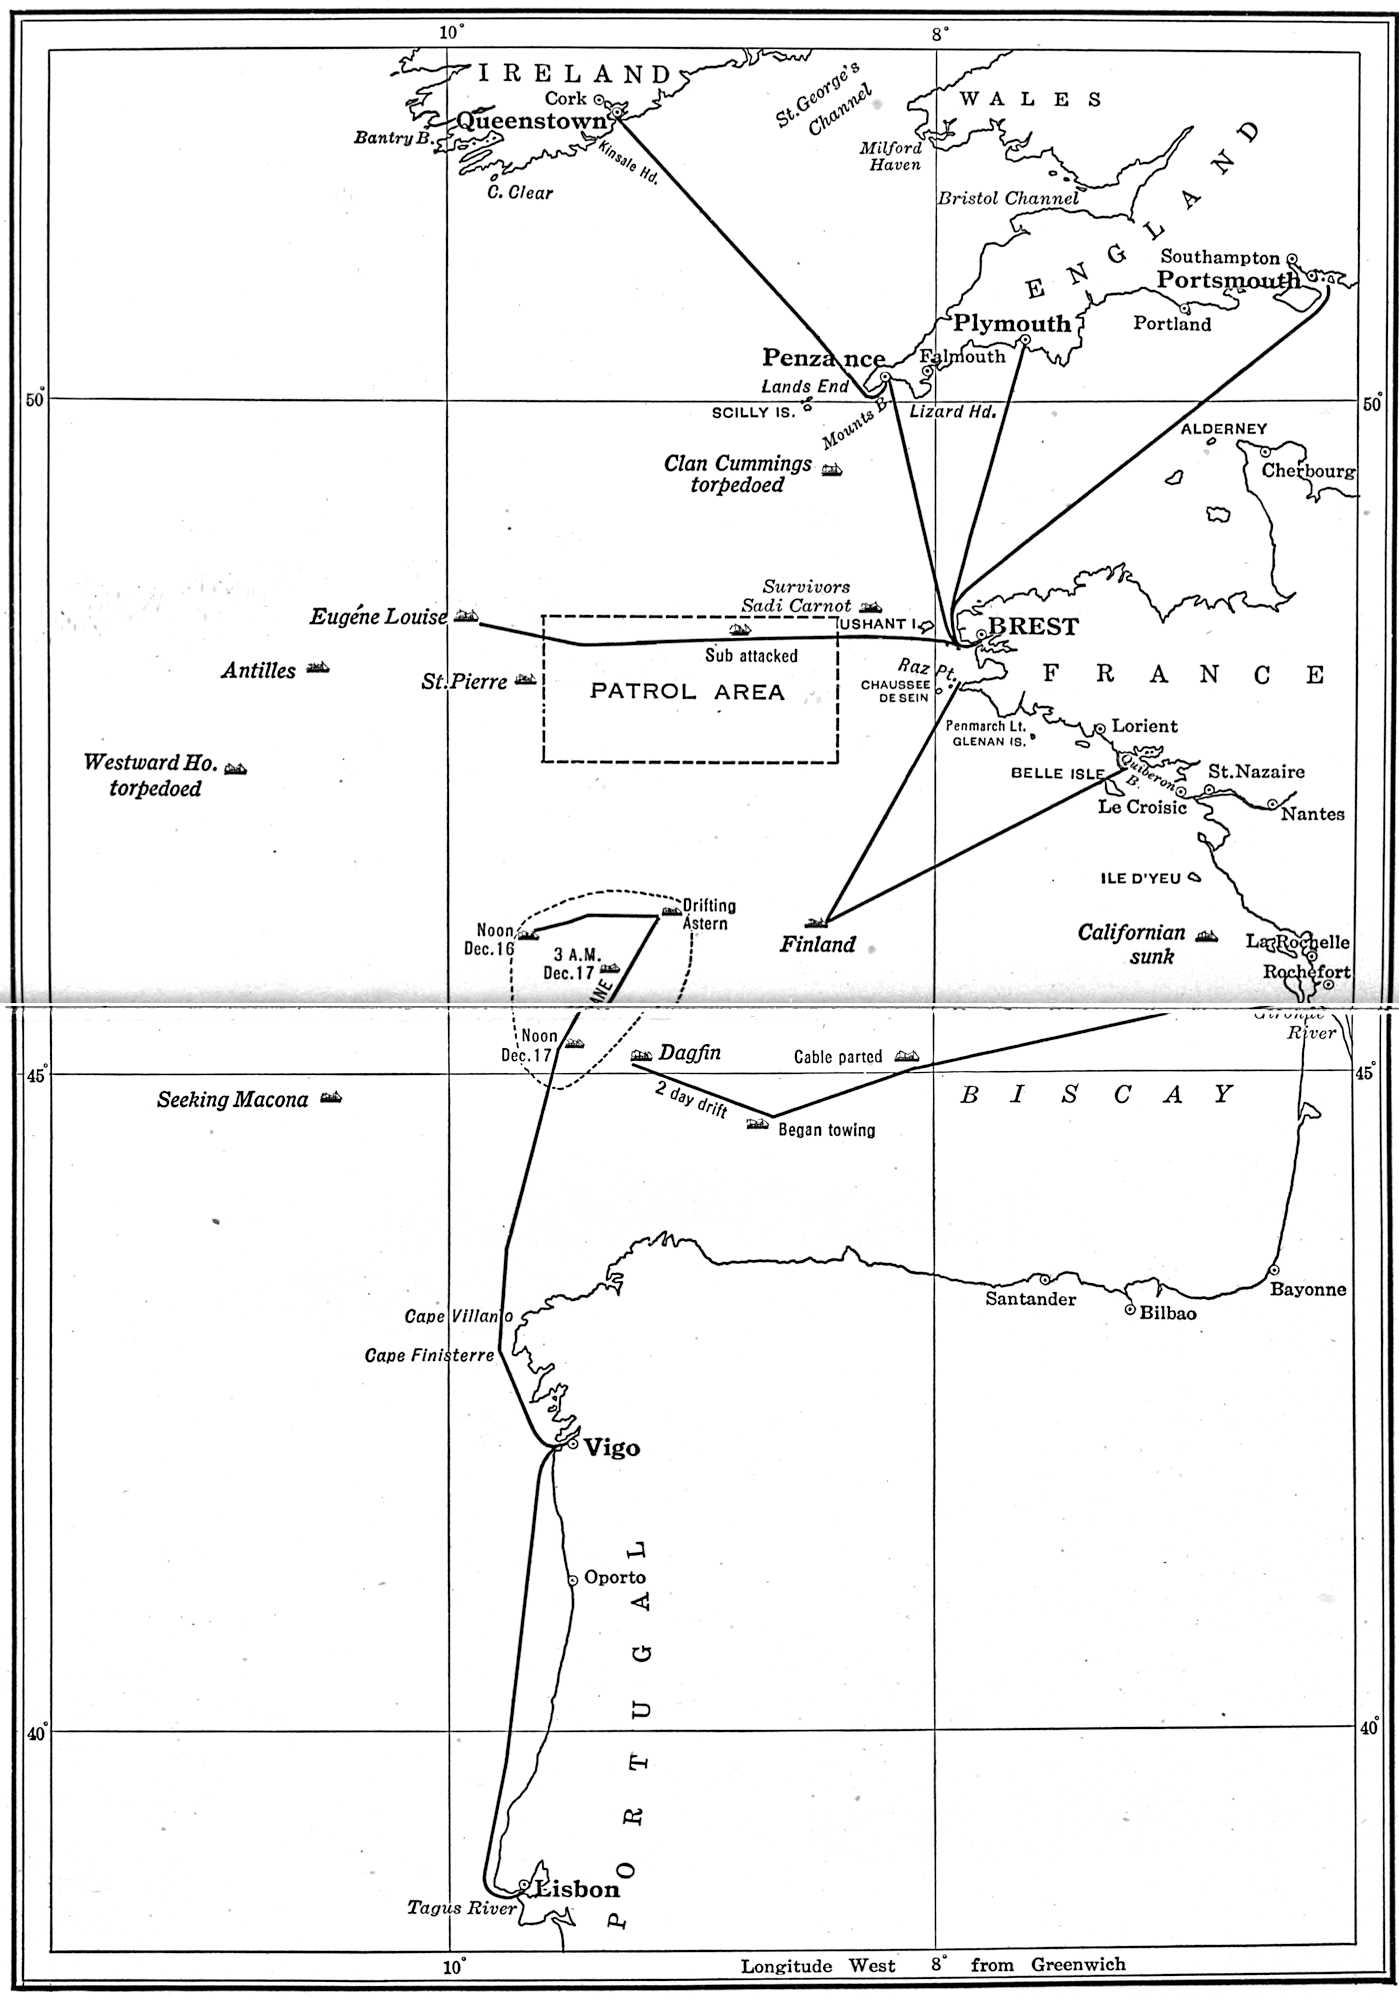 10°
8°
IRELAND
Cork
Queenstown
Bantry B.
Kinsale Hd.
C. Clear
St. George's
Channel
WALES
Milford
Haven
Bristol Channel
ENGLAND
Southampton
Portsmouth
Portland
Plymouth
Penzance
Falmouth
Lands End
SCILLY IS.
Mounts B.
Lizard Hd.
50°
50°
ALDERNEY
Cherbourg
Clan Cummings
torpedoed
Survivors
Sadi Carnot
Eugéne Louise
USHANT I.
BREST
Sub attacked
Antilles
St. Pierre
PATROL AREA
Raz Pt.
CHAUSSEE
DE SEIN
FRANCE
Penmarch Lt.
GLENAN IS.
Lorient
Westward Ho.
torpedoed
BELLE ISLE
Quiberon
B.
St. Nazaire
Le Croisic
Nantes
ILE D'YEU
Drifting
Astern
Noon
Dec. 16
3 A.M.
Dec. 17
Finland
Californian
sunk
La Rochelle
Rochefort
River
Noon
Dec. 17
Dagfin
Cable parted
45°
45°
2 day drift
Began towing
BISCAY
Seeking Macona
Cape Villano
Cape Finisterre
Santander
Bilbao
Bayonne
Vigo
Oporto
PORTUGAL
40°
40°
Lisbon
Tagus River
10°
8°
Longitude West from Greenwich